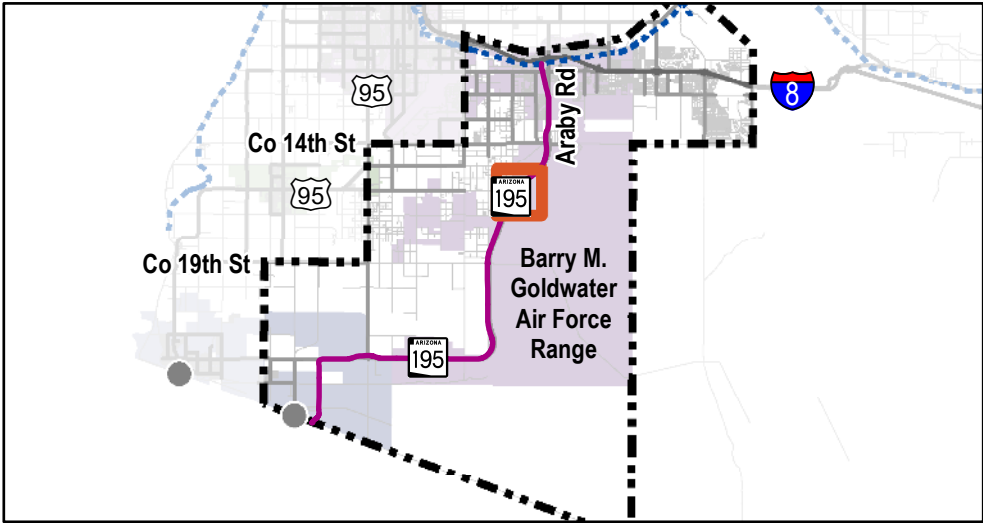 95
Araby Rd
8
Co 14th St
ARIZONA
195
95
Co 19th St
Barry M.
Goldwater
Air Force
Range
ARIZONA
195